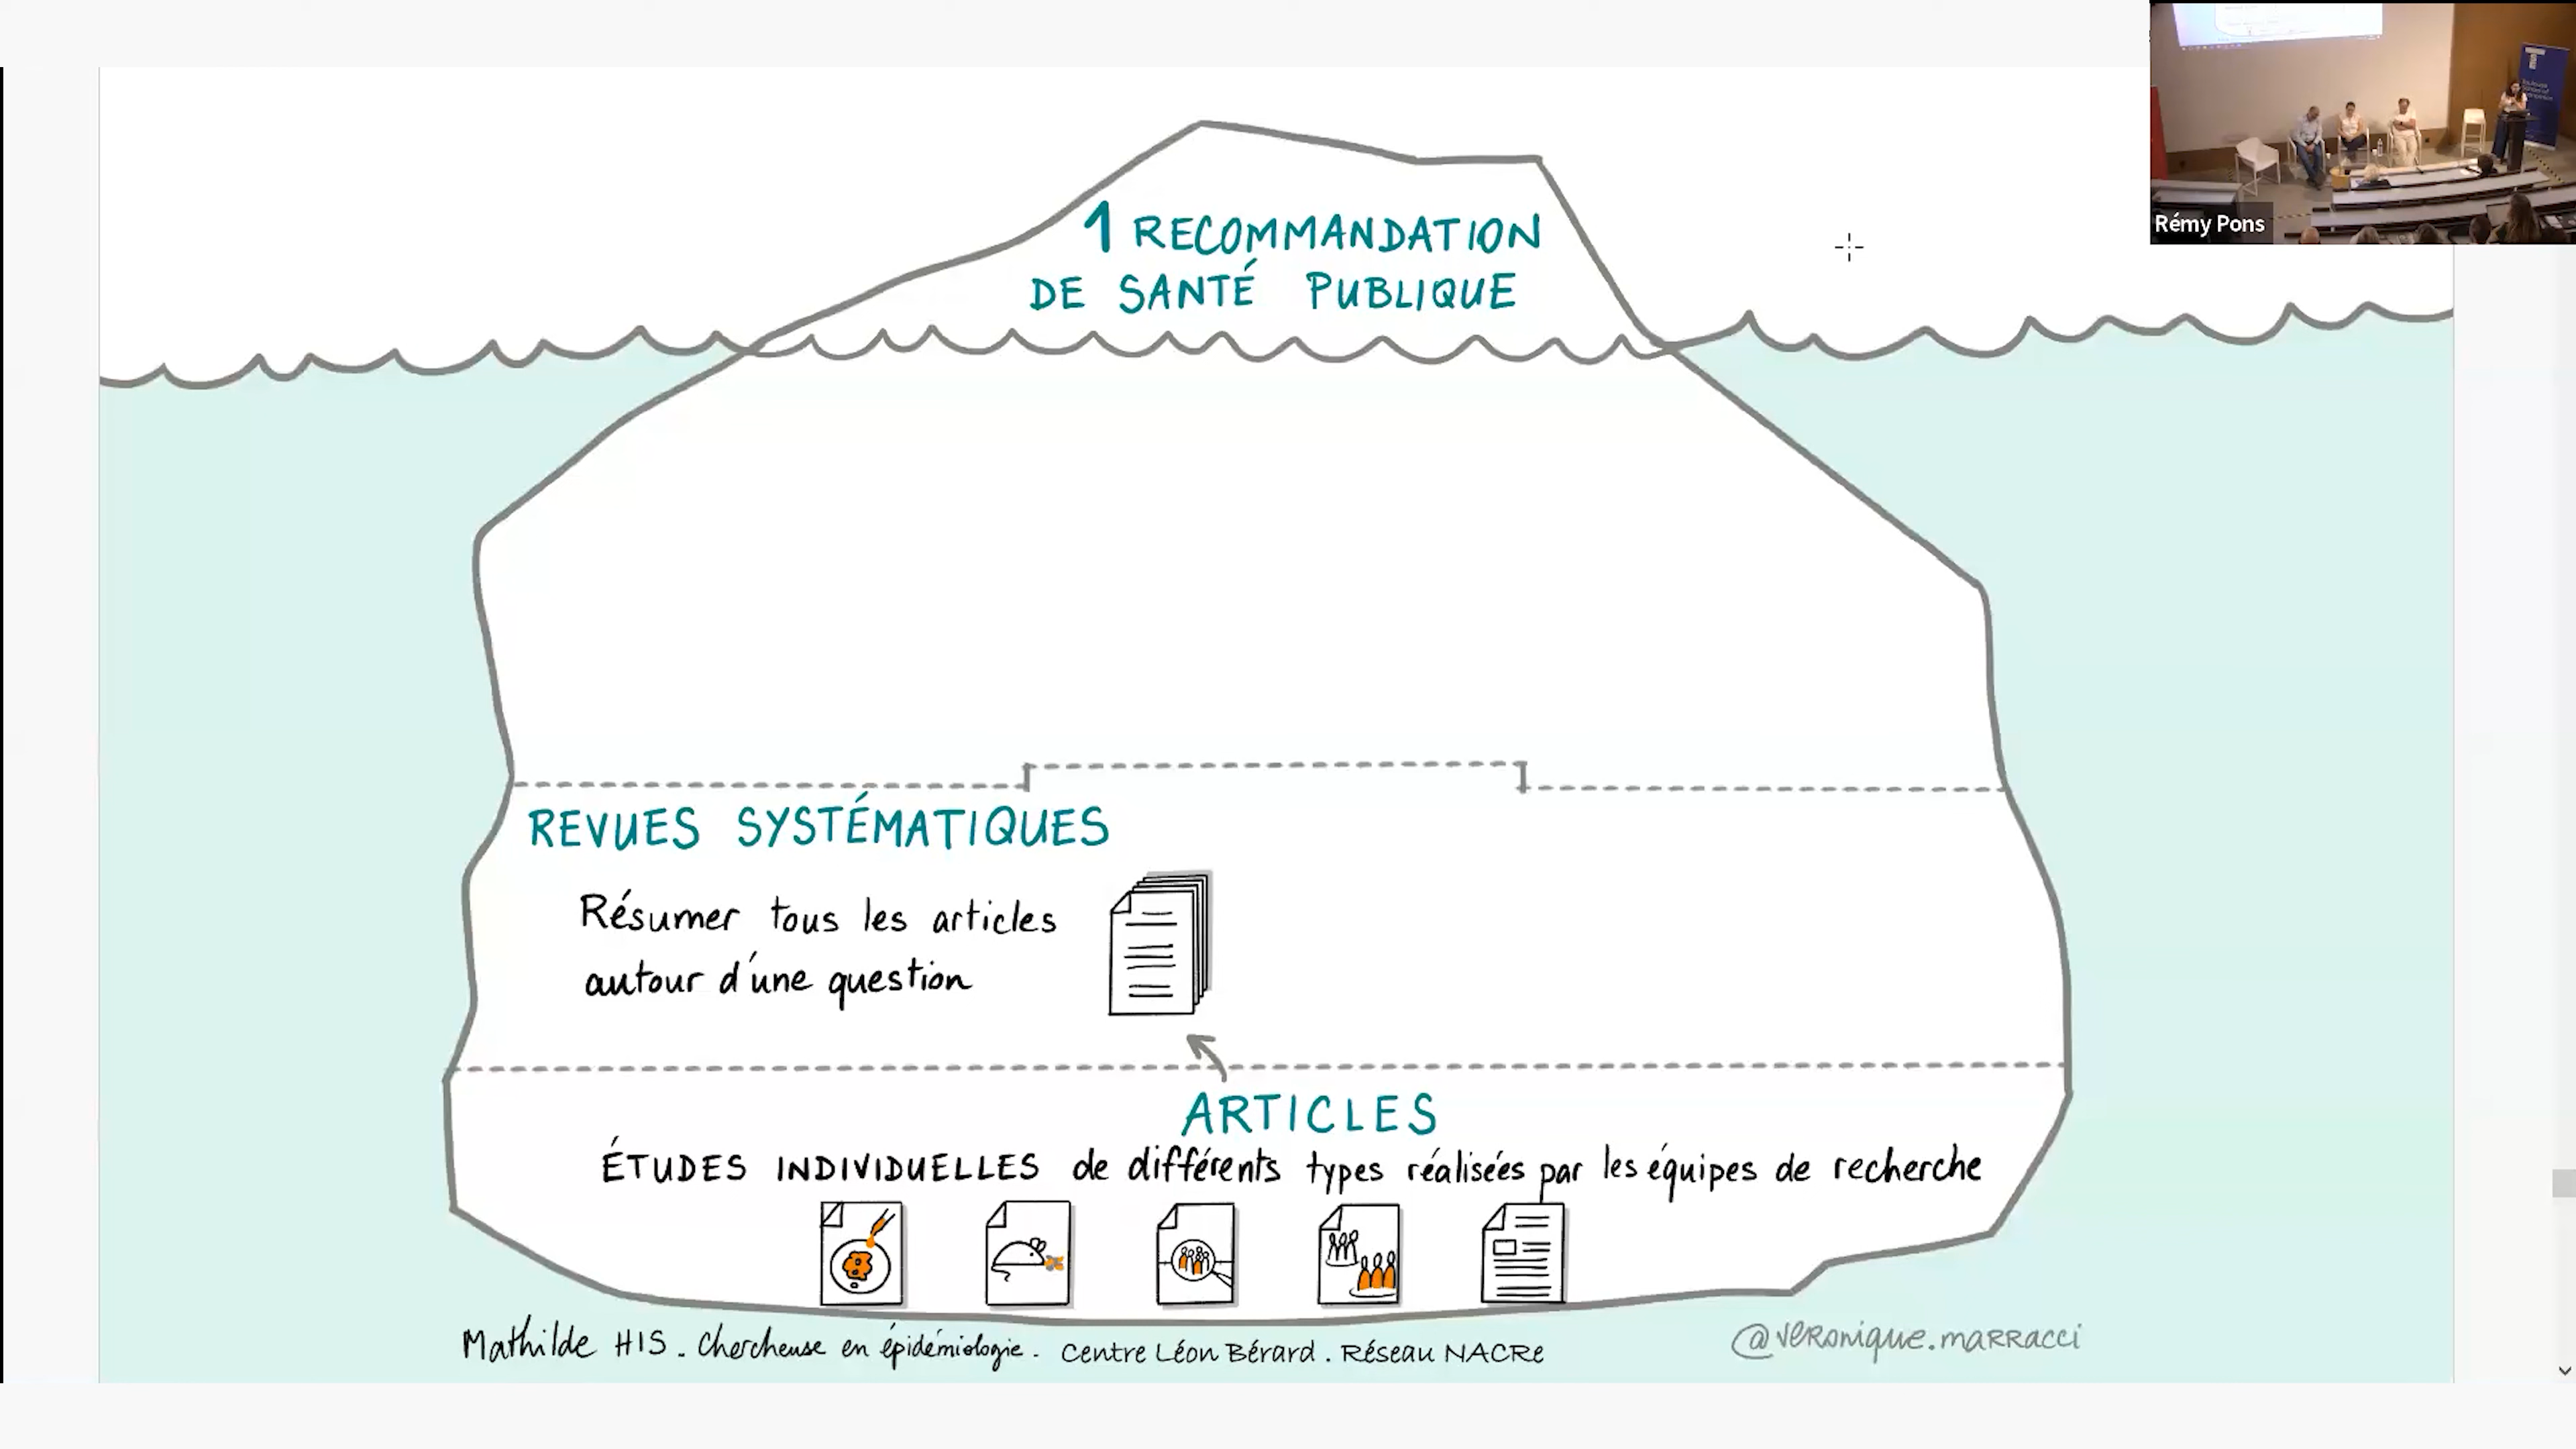 1 RECOMMANDATION
DE SANTÉ PUBLIQUE
Rémy Pons
REVUES SYSTÉMATIQUES
Résumer tous les articles
autour d'une question
ARTICLES
ÉTUDES INDIVIDUELLES de différents types réalisées par les équipes de recherche
Mathilde HIS. Chercheuse en épidémiologie. Centre Léon Bérard. Réseau NACRe
@veronique.marracci